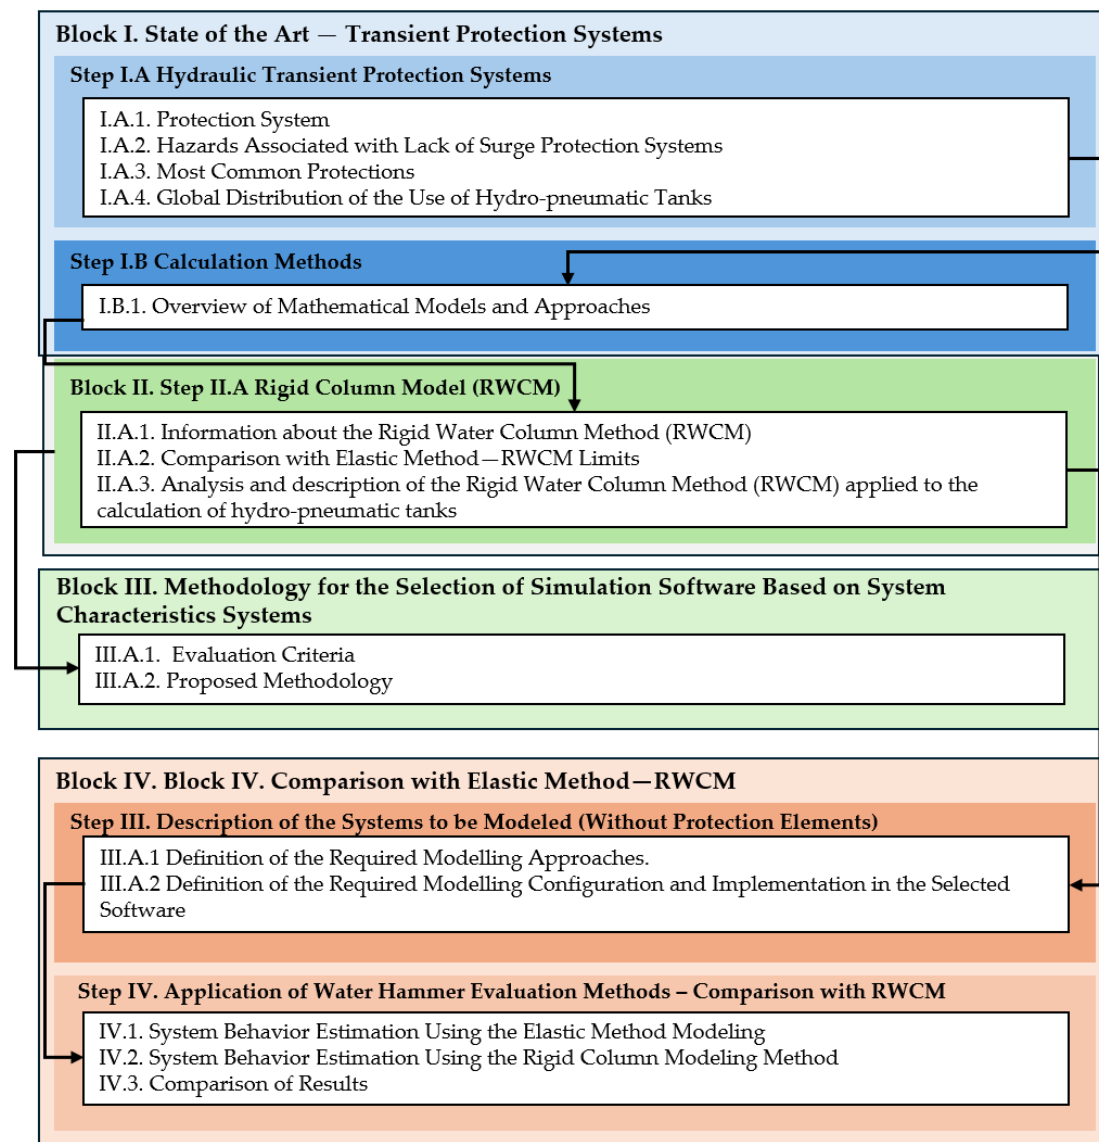 Block I. State of the Art — Transient Protection Systems
Step I.A Hydraulic Transient Protection Systems
I.A.1. Protection System
I.A.2. Hazards Associated with Lack of Surge Protection Systems
I.A.3. Most Common Protections
I.A.4. Global Distribution of the Use of Hydro-pneumatic Tanks
Step I.B Calculation Methods
I.B.1. Overview of Mathematical Models and Approaches
Block II. Step II.A Rigid Column Model (RWCM)
II.A.1. Information about the Rigid Water Column Method (RWCM)
II.A.2. Comparison with Elastic Method—RWCM Limits
II.A.3. Analysis and description of the Rigid Water Column Method (RWCM) applied to the
calculation of hydro-pneumatic tanks
Block III. Methodology for the Selection of Simulation Software Based on System
Characteristics Systems
III.A.1. Evaluation Criteria
III.A.2. Proposed Methodology
Block IV. Block IV. Comparison with Elastic Method—RWCM
Step III. Description of the Systems to be Modeled (Without Protection Elements)
III.A.1 Definition of the Required Modelling Approaches.
III.A.2 Definition of the Required Modelling Configuration and Implementation in the Selected
Software
Step IV. Application of Water Hammer Evaluation Methods – Comparison with RWCM
IV.1. System Behavior Estimation Using the Elastic Method Modeling
IV.2. System Behavior Estimation Using the Rigid Column Modeling Method
IV.3. Comparison of Results